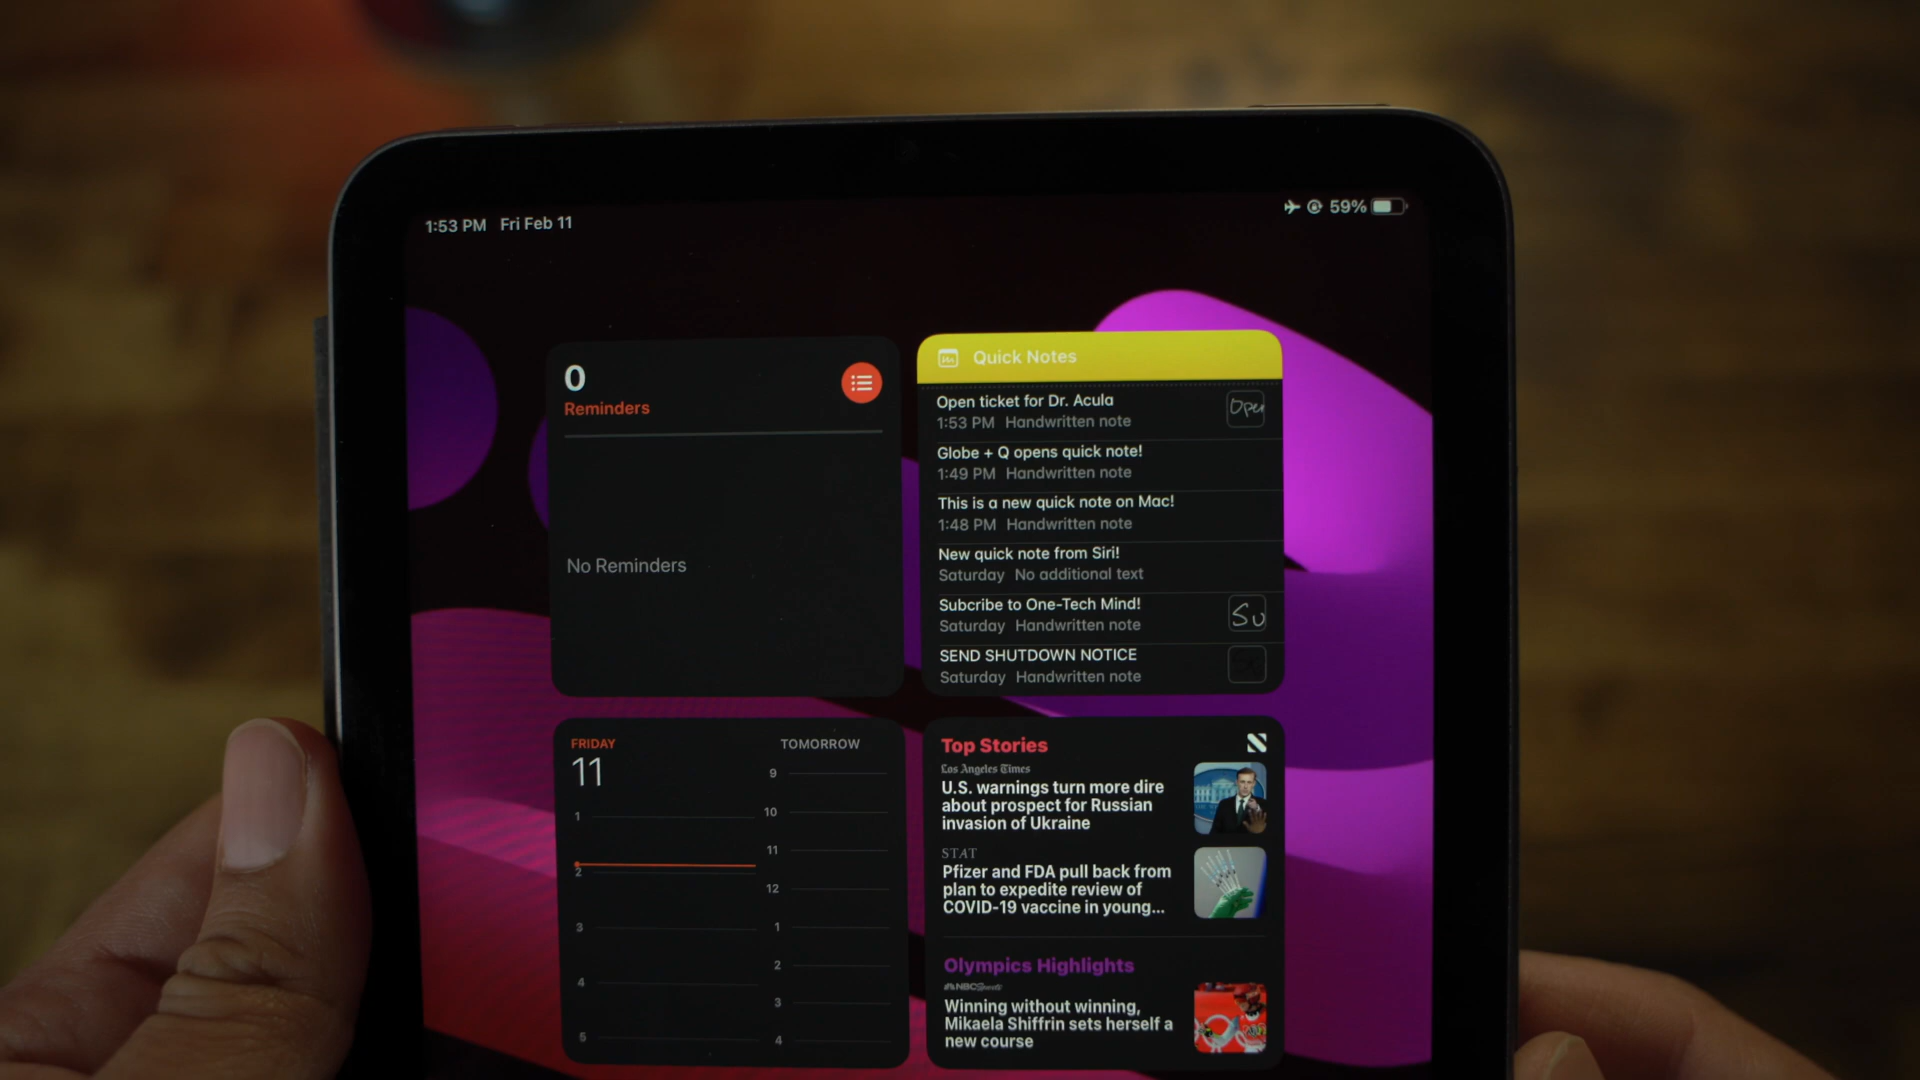 1:53 PM Fri Feb 11
59%
0
Reminders
No Reminders
Quick Notes
Open ticket for Dr. Acula
1:53 PM Handwritten note
Open
Globe + Q opens quick note!
1:49 PM Handwritten note
This is a new quick note on Mac!
1:48 PM Handwritten note
New quick note from Siri!
Saturday No additional text
Subcribe to One-Tech Mind!
Saturday Handwritten note
Su
SEND SHUTDOWN NOTICE
Saturday Handwritten note
FRIDAY
11
1
2
3
4
5
TOMORROW
9
10
11
12
1
2
3
4
Top Stories
Los Angeles Times
U.S. warnings turn more dire
about prospect for Russian
invasion of Ukraine
STAT
Pfizer and FDA pull back from
plan to expedite review of
COVID-19 vaccine in young...
Olympics Highlights
NBC Sports
Winning without winning,
Mikaela Shiffrin sets herself a
new course